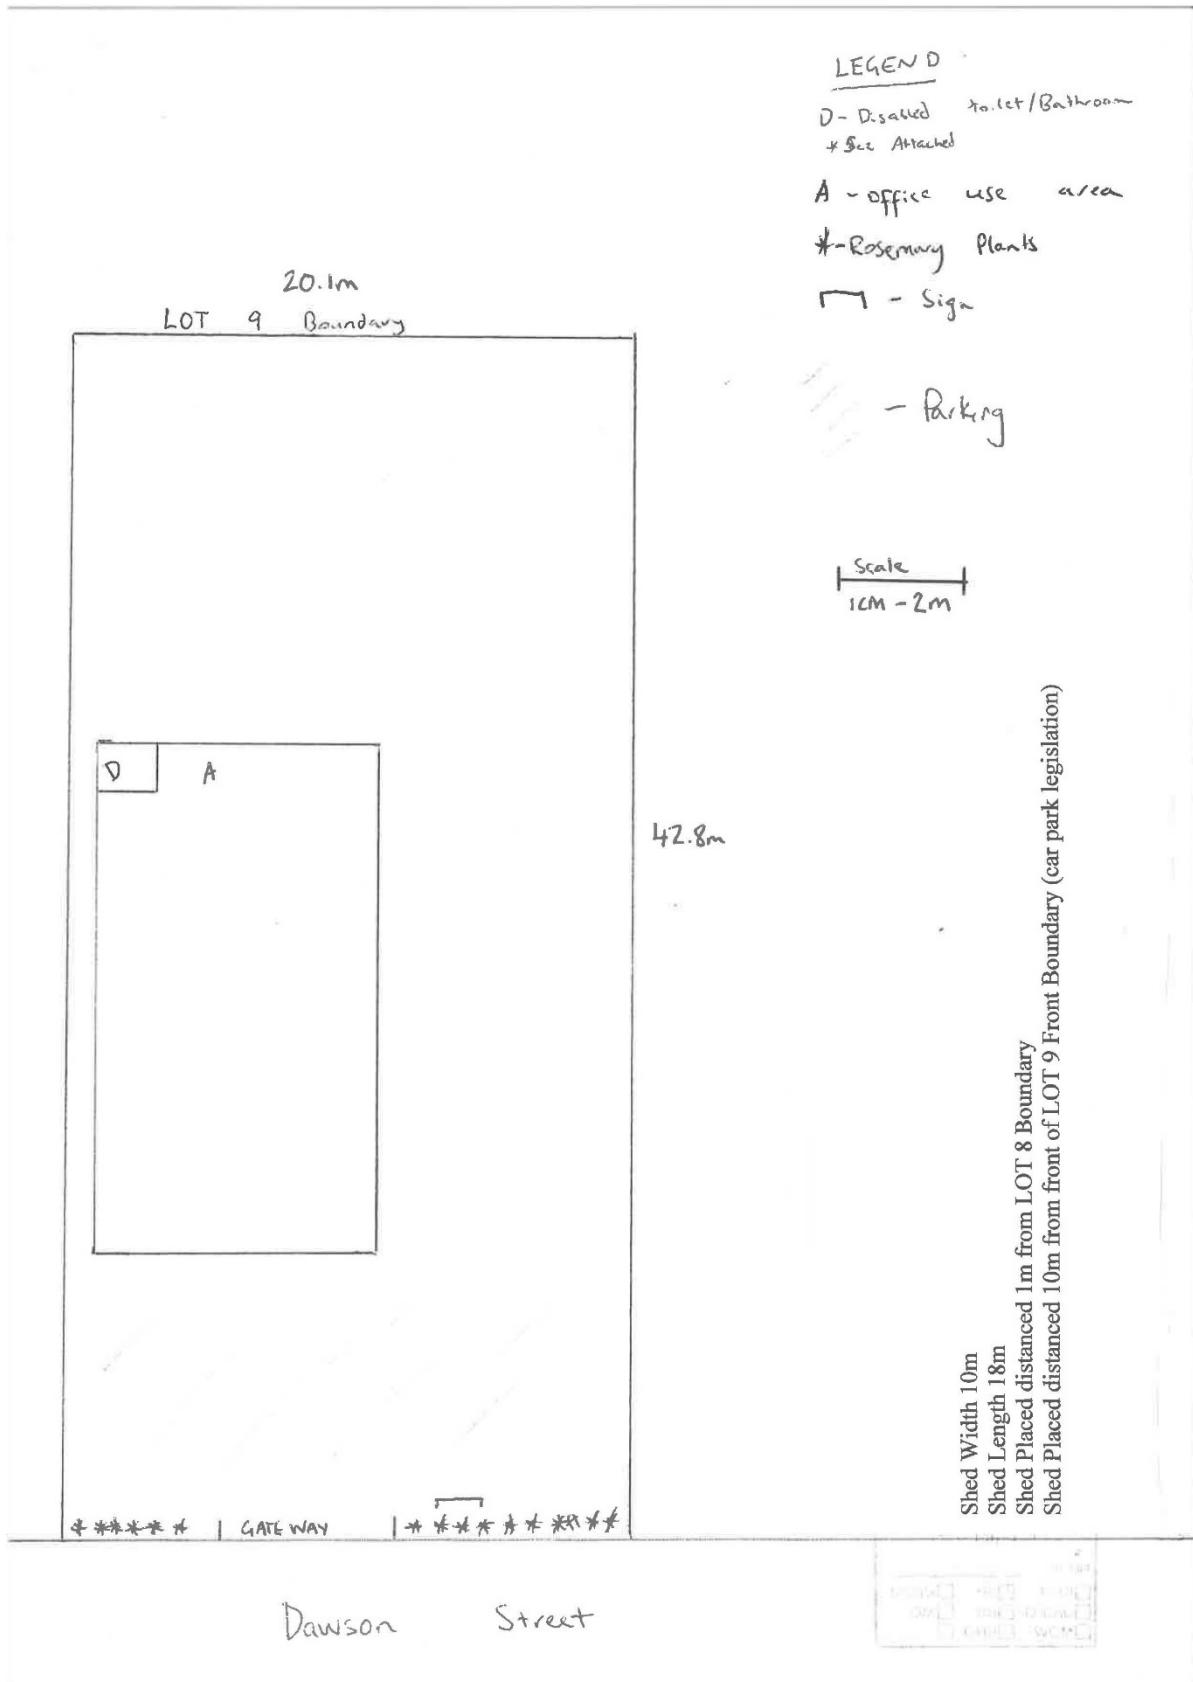 LEGEND
D - Disabled toilet/Bathroom
* See Attached
A - office use area
* - Rosemary Plants
- Sign
- Parking
20.1m
LOT 9 Boundary
Scale
1CM - 2m
D A
42.8m
Shed Width 10m
Shed Length 18m
Shed Placed distanced 1m from LOT 8 Boundary
Shed Placed distanced 10m from front of LOT 9 Front Boundary (car park legislation)
GATEWAY
Dawson Street